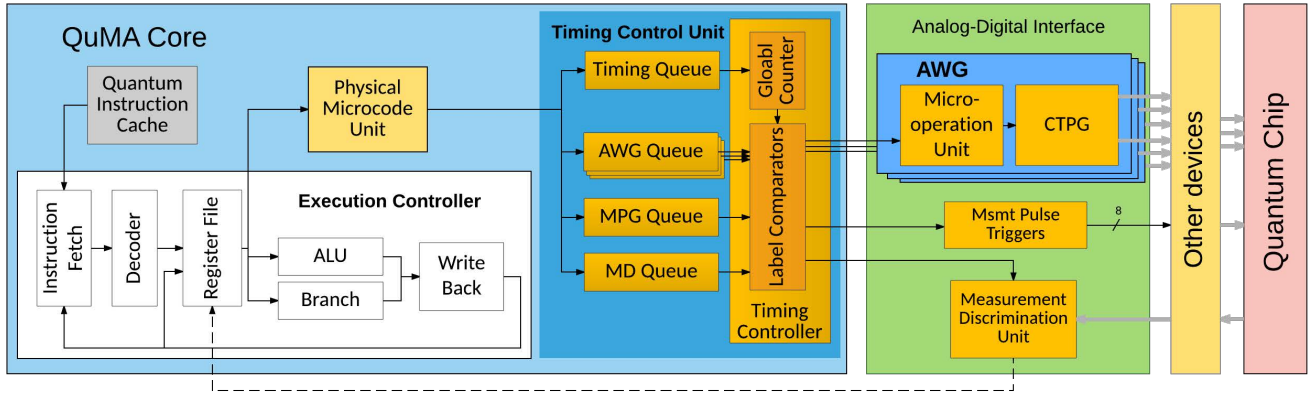 QuMA Core
Quantum
Instruction
Cache
Physical
Microcode
Unit
Execution Controller
Instruction
Fetch
Decoder
Register File
ALU
Branch
Write
Back
Timing Control Unit
Timing Queue
AWG Queue
MPG Queue
MD Queue
Gloabl
Counter
Label Comparators
Timing
Controller
Analog-Digital Interface
AWG
Micro-
operation
Unit
CTPG
Msmt Pulse
Triggers
8
Measurement
Discrimination
Unit
Other devices
Quantum Chip